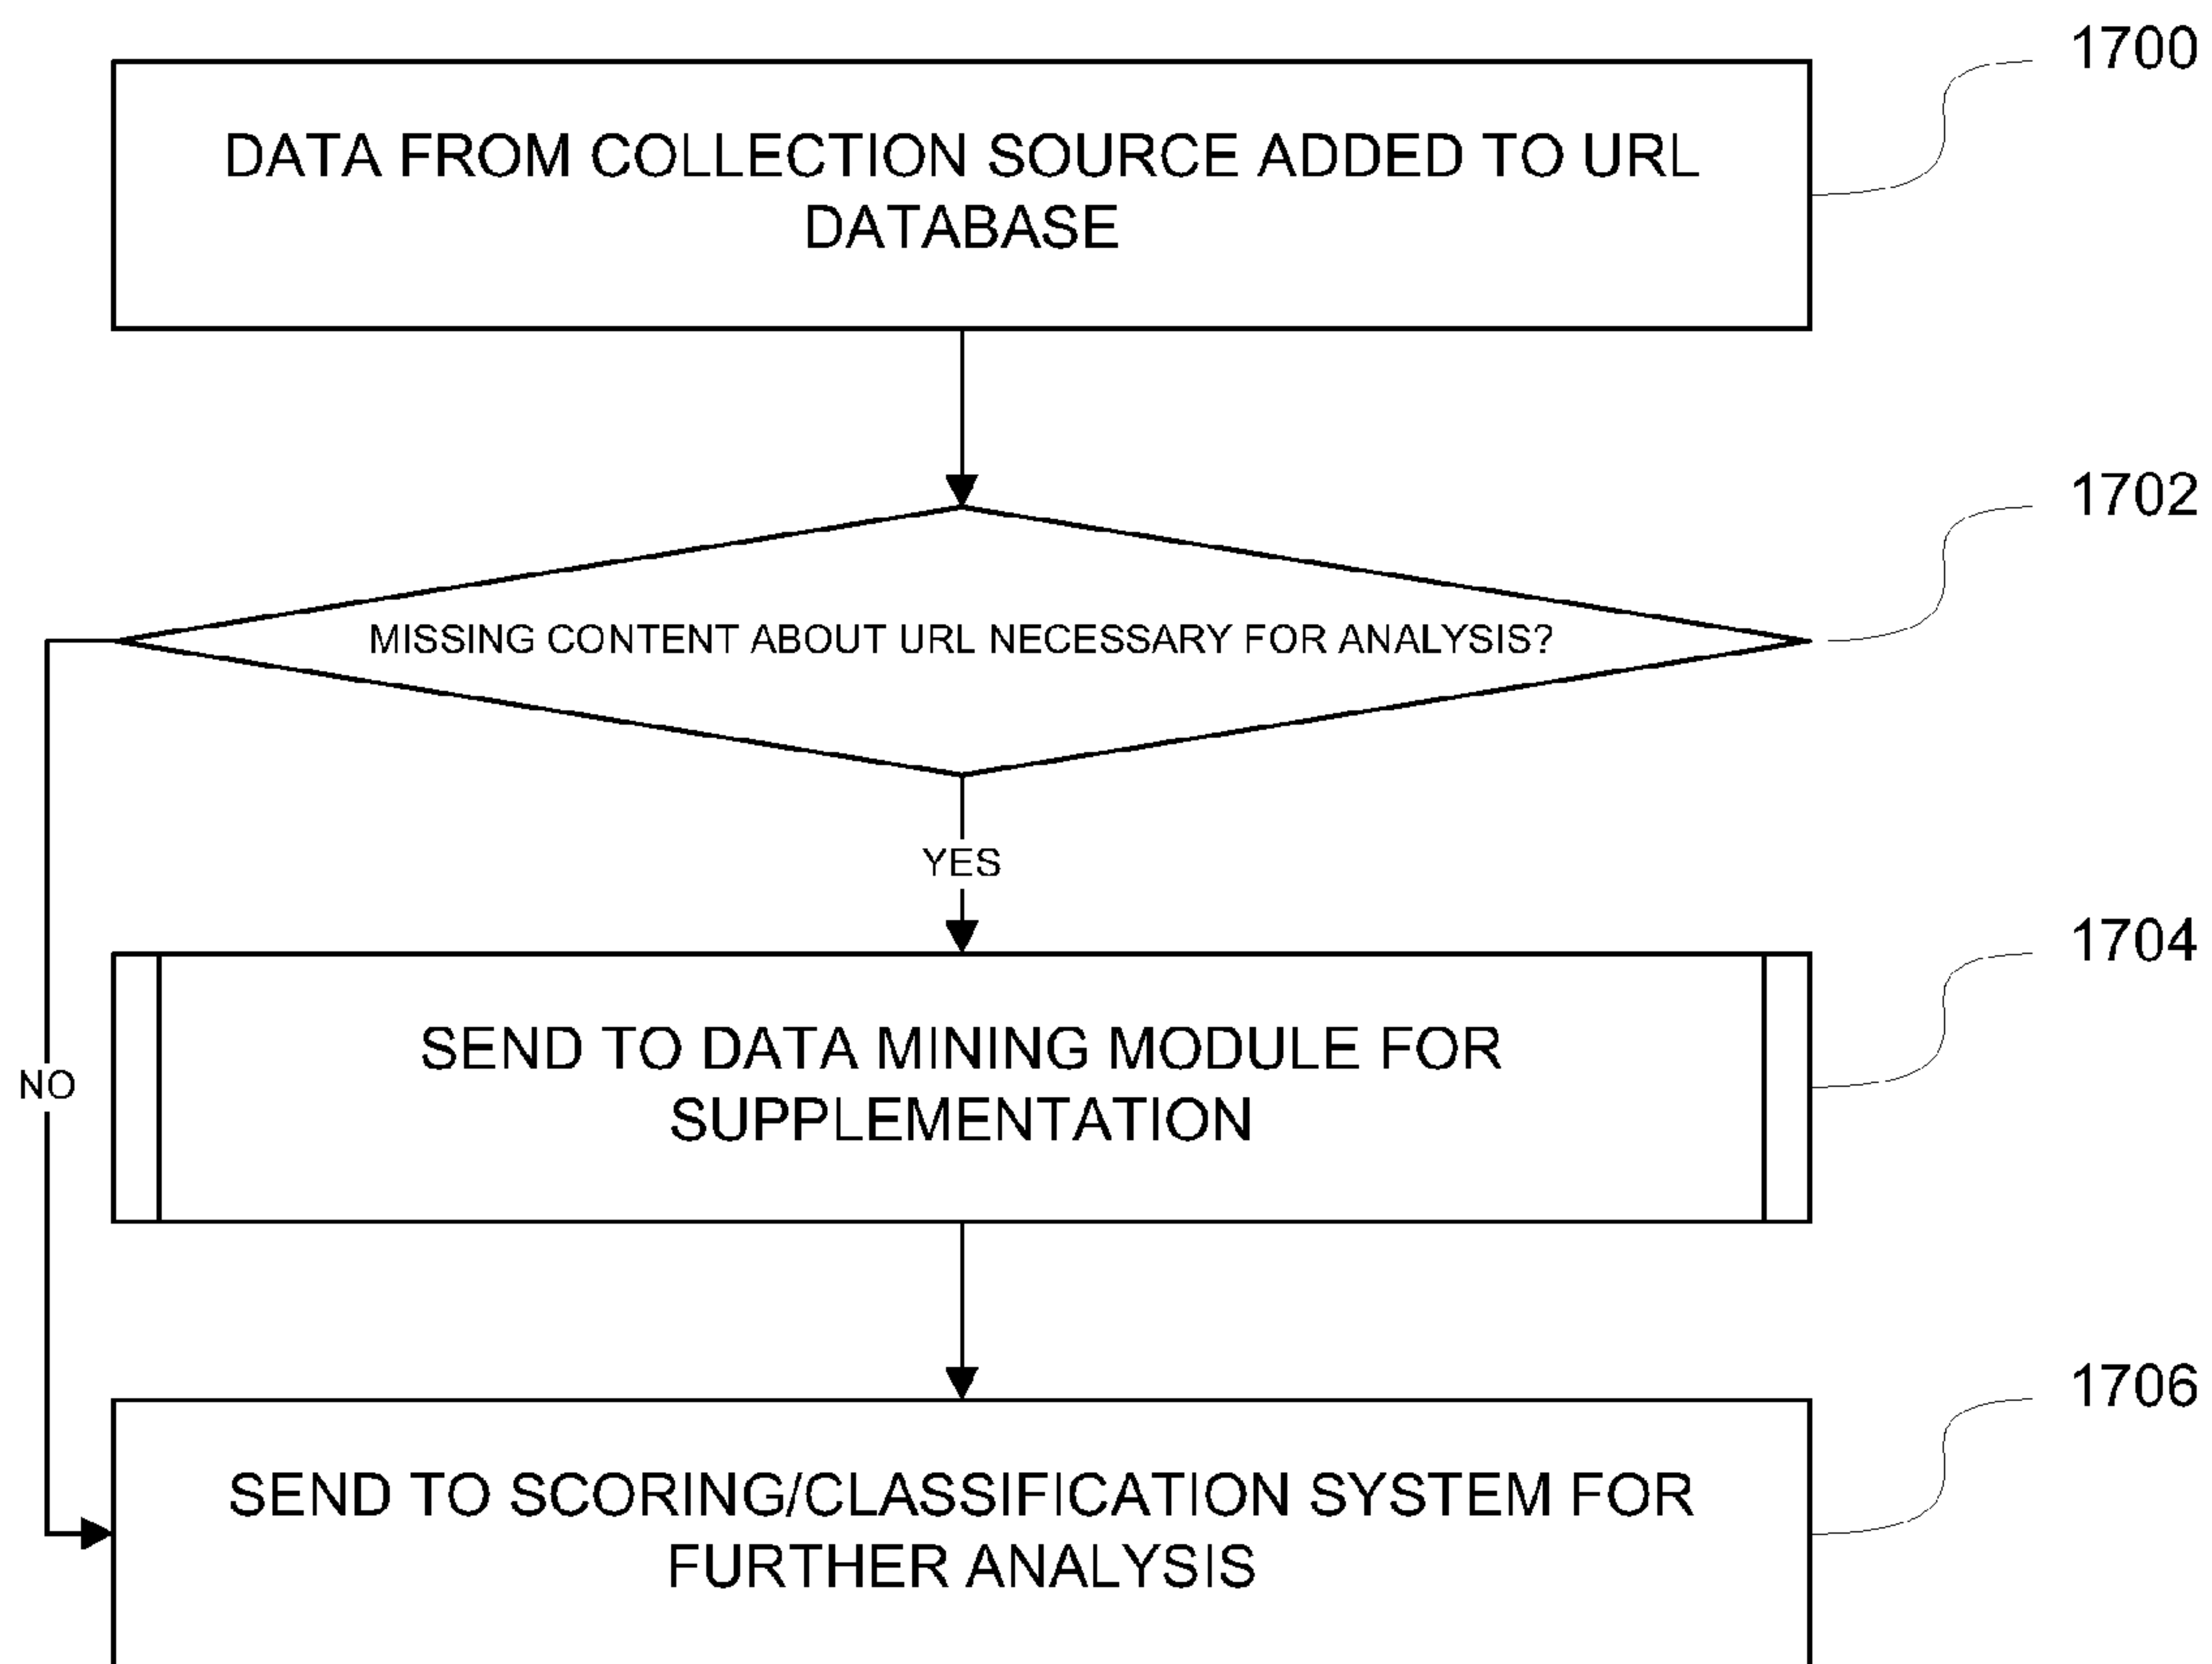 1700
DATA FROM COLLECTION SOURCE ADDED TO URL
DATABASE
1702
MISSING CONTENT ABOUT URL NECESSARY FOR ANALYSIS?
YES
1704
SEND TO DATA MINING MODULE FOR
SUPPLEMENTATION
NO
1706
SEND TO SCORING/CLASSIFICATION SYSTEM FOR
FURTHER ANALYSIS